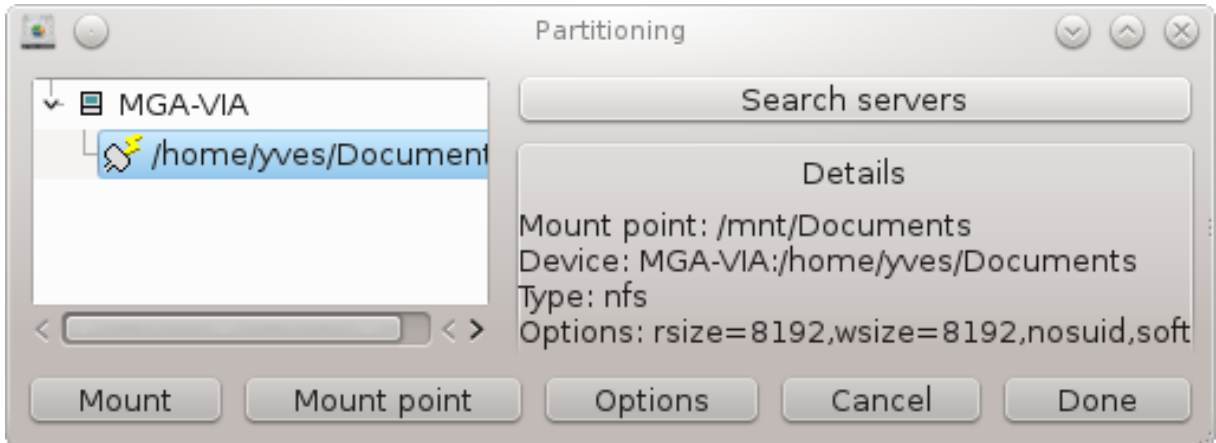 Partitioning
MGA-VIA
/home/yves/Document
Search servers
Details
Mount point: /mnt/Documents
Device: MGA-VIA:/home/yves/Documents
Type: nfs
Options: rsize=8192,wsize=8192,nosuid,soft
Mount
Mount point
Options
Cancel
Done